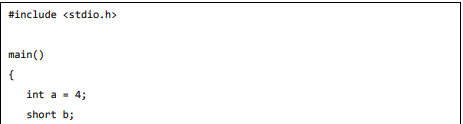 #include <stdio.h>
main()
{
int a = 4;
short b;